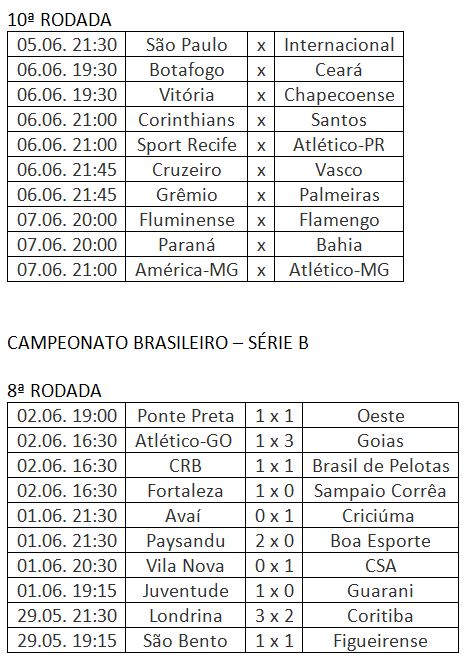 10ª RODADA
05.06. 21:30 São Paulo x Internacional
06.06. 19:30 Botafogo x Ceará
06.06. 19:30 Vitória x Chapecoense
06.06. 21:00 Corinthians x Santos
06.06. 21:00 Sport Recife x Atlético-PR
06.06. 21:45 Cruzeiro x Vasco
06.06. 21:45 Grêmio x Palmeiras
07.06. 20:00 Fluminense x Flamengo
07.06. 20:00 Paraná x Bahia
07.06. 21:00 América-MG x Atlético-MG
CAMPEONATO BRASILEIRO – SÉRIE B
8ª RODADA
02.06. 19:00 Ponte Preta 1 x 1 Oeste
02.06. 16:30 Atlético-GO 1 x 3 Goias
02.06. 16:30 CRB 1 x 1 Brasil de Pelotas
02.06. 16:30 Fortaleza 1 x 0 Sampaio Corrêa
01.06. 21:30 Avaí 0 x 1 Criciúma
01.06. 21:30 Paysandu 2 x 0 Boa Esporte
01.06. 20:30 Vila Nova 0 x 1 CSA
01.06. 19:15 Juventude 1 x 0 Guarani
29.05. 21:30 Londrina 3 x 2 Coritiba
29.05. 19:15 São Bento 1 x 1 Figueirense